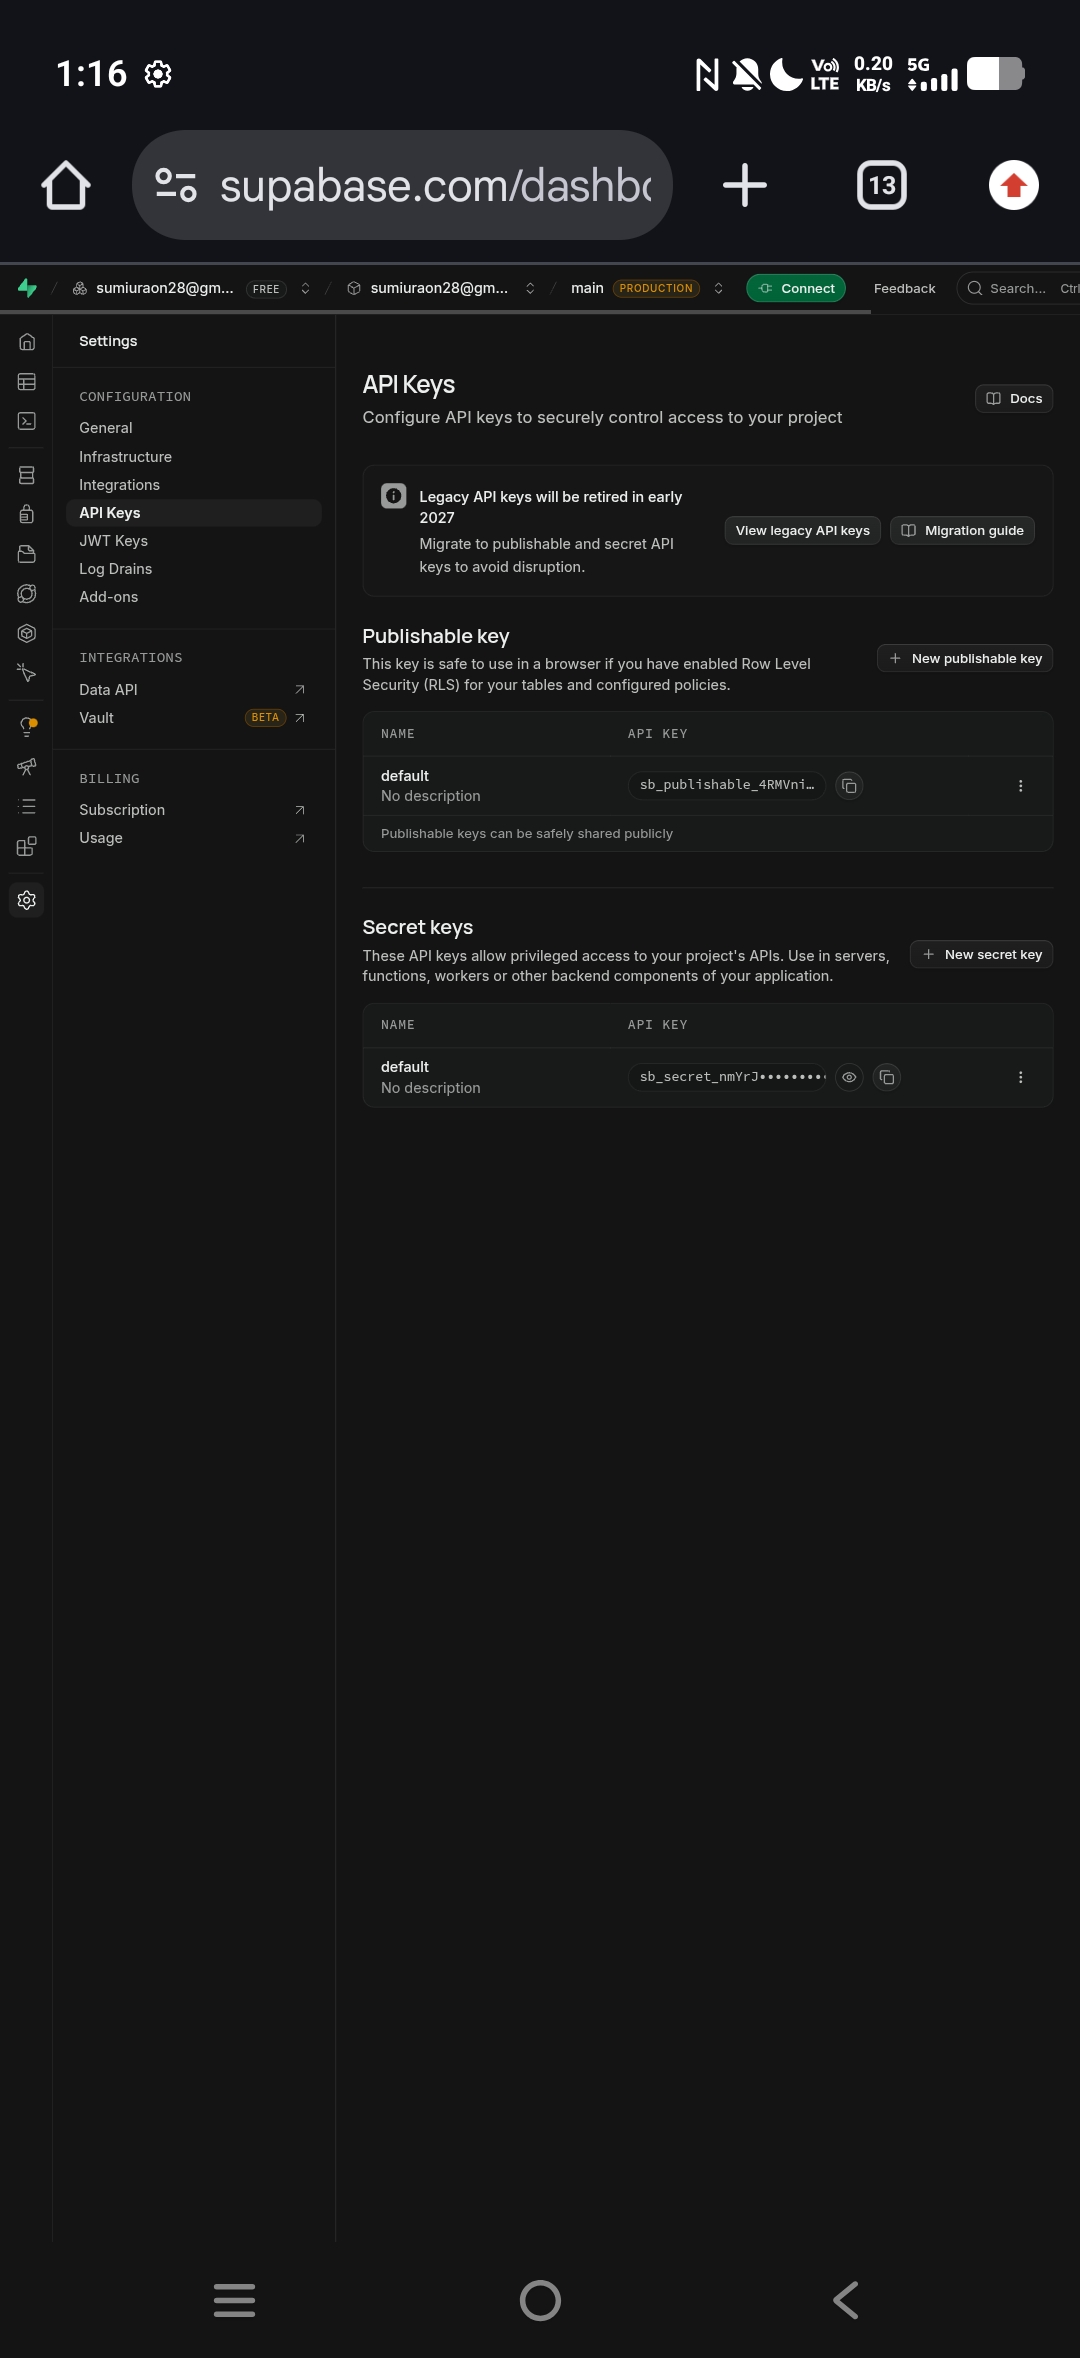 1:16
Vo)) LTE
0.20 KB/s
5G
supabase.com/dashbo
13
sumiuraon28@gm... FREE
sumiuraon28@gm...
main PRODUCTION
Connect
Feedback
Search...
Ctrl
Settings
CONFIGURATION
General
Infrastructure
Integrations
API Keys
JWT Keys
Log Drains
Add-ons
INTEGRATIONS
Data API
Vault BETA
BILLING
Subscription
Usage
API Keys
Configure API keys to securely control access to your project
Docs
Legacy API keys will be retired in early
2027
Migrate to publishable and secret API
keys to avoid disruption.
View legacy API keys
Migration guide
Publishable key
This key is safe to use in a browser if you have enabled Row Level
Security (RLS) for your tables and configured policies.
New publishable key
NAME API KEY
default
No description
sb_publishable_4RMVni…
Publishable keys can be safely shared publicly
Secret keys
These API keys allow privileged access to your project's APIs. Use in servers,
functions, workers or other backend components of your application.
New secret key
NAME API KEY
default
No description
sb_secret_nmYrJ•••••••••